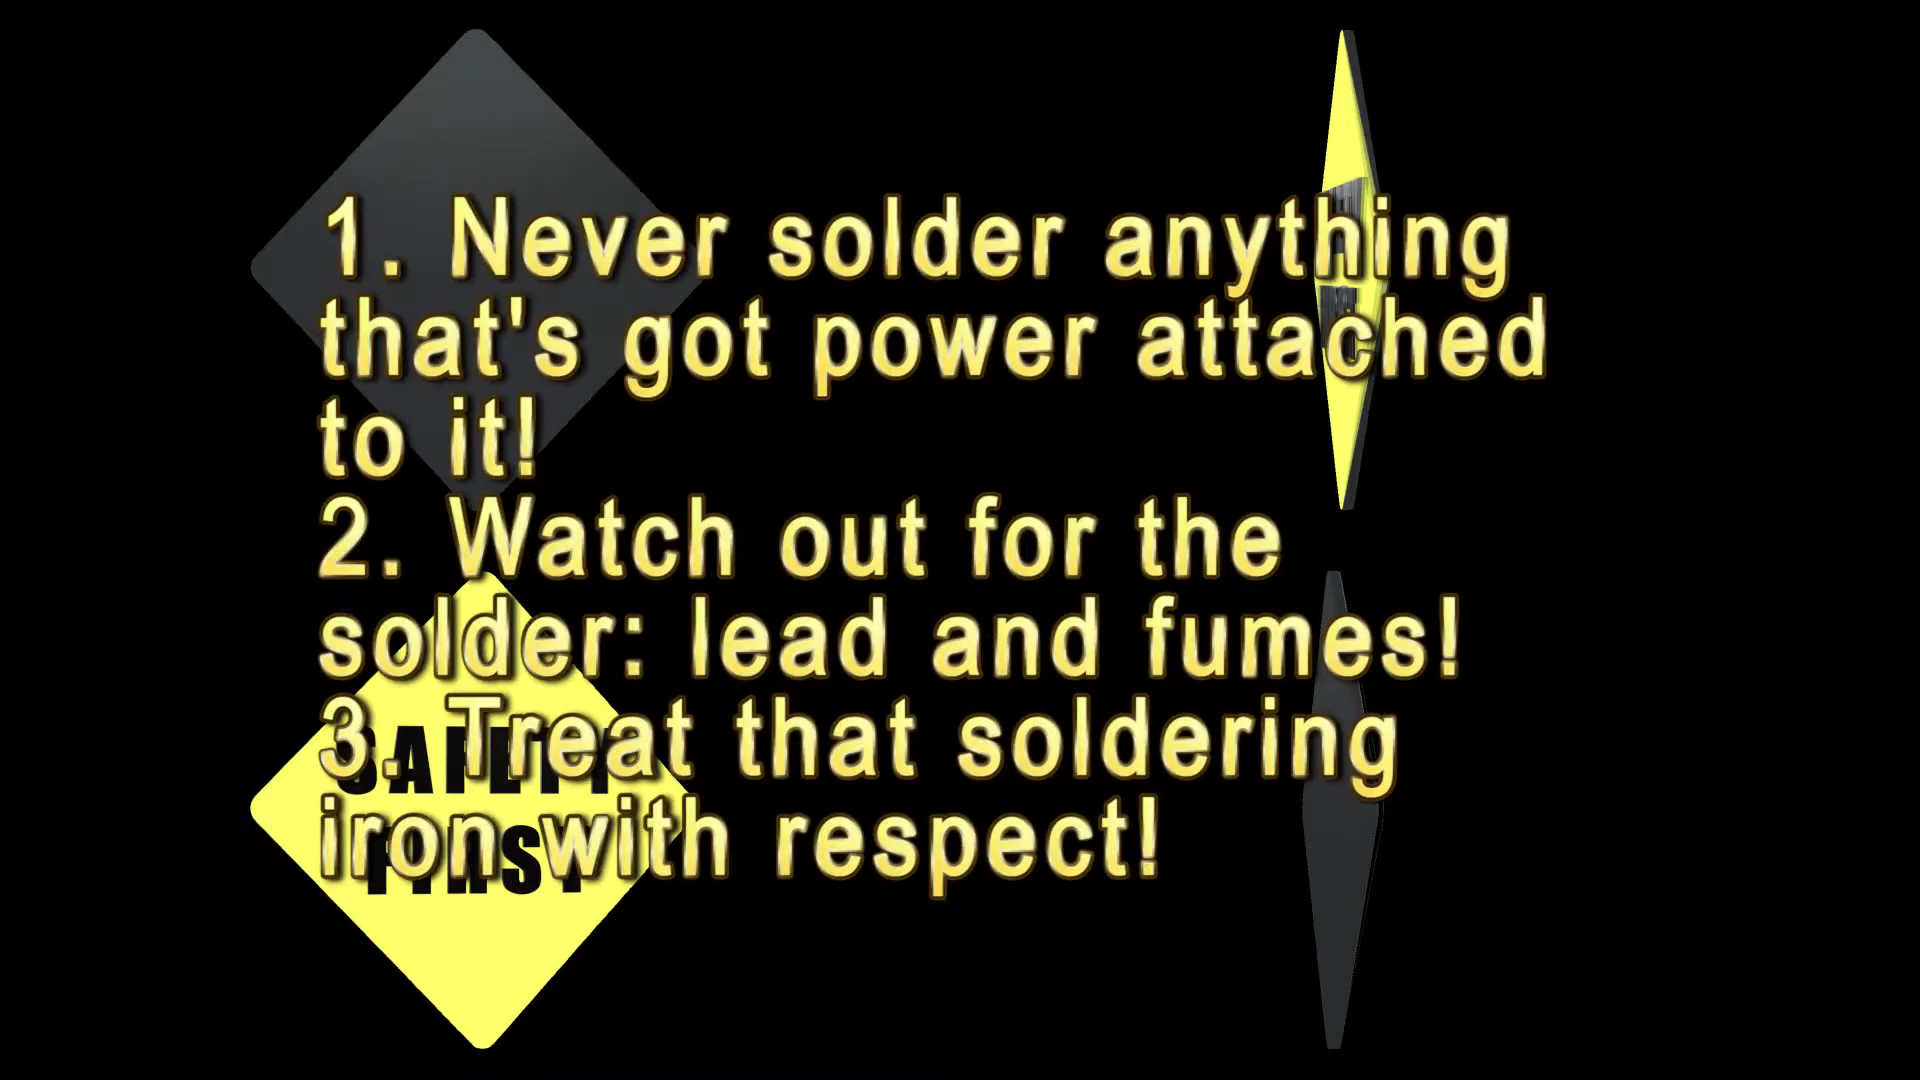 1. Never solder anything
that's got power attached
to it!
2. Watch out for the
solder: lead and fumes!
3. Treat that soldering
iron with respect!
SAFETY
FIRST